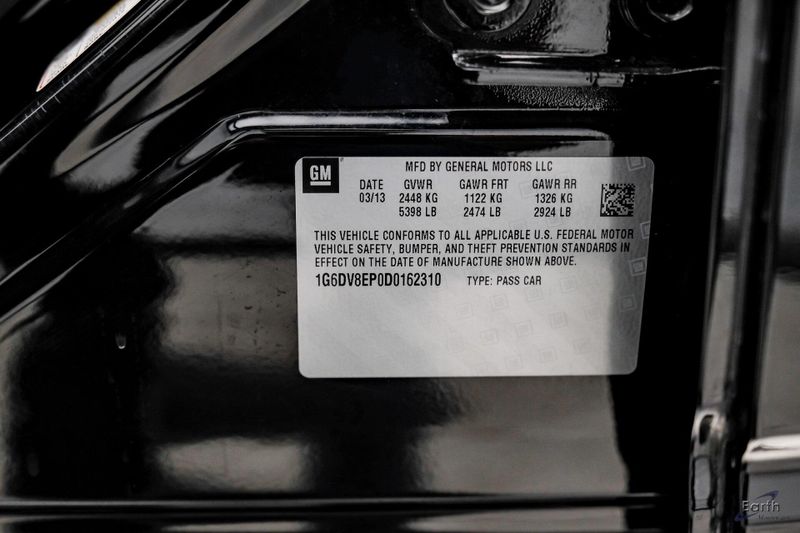 GM
MFD BY GENERAL MOTORS LLC
DATE GVWR GAWR FRT GAWR RR
03/13 2448 KG 1122 KG 1326 KG
5398 LB 2474 LB 2924 LB
THIS VEHICLE CONFORMS TO ALL APPLICABLE U.S. FEDERAL MOTOR
VEHICLE SAFETY, BUMPER, AND THEFT PREVENTION STANDARDS IN
EFFECT ON THE DATE OF MANUFACTURE SHOWN ABOVE.
1G6DV8EP0D0162310 TYPE: PASS CAR
Earth